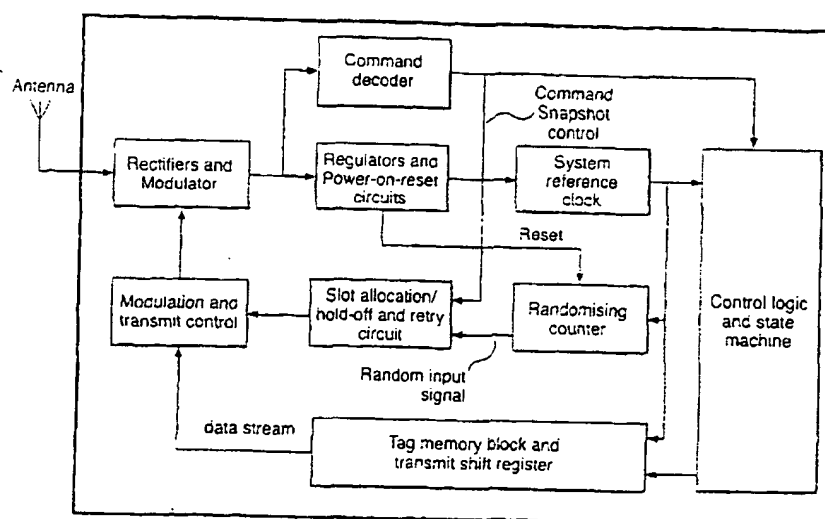 Antenna
Command
decoder
Command
Snapshot
control
Rectifiers and
Modulator
Regulators and
Power-on-reset
circuits
System
reference
clock
Reset
Modulation and
transmit control
Slot allocation/
hold-off and retry
circuit
Randomising
counter
Control logic
and state
machine
Random input
signal
data stream
Tag memory block and
transmit shift register